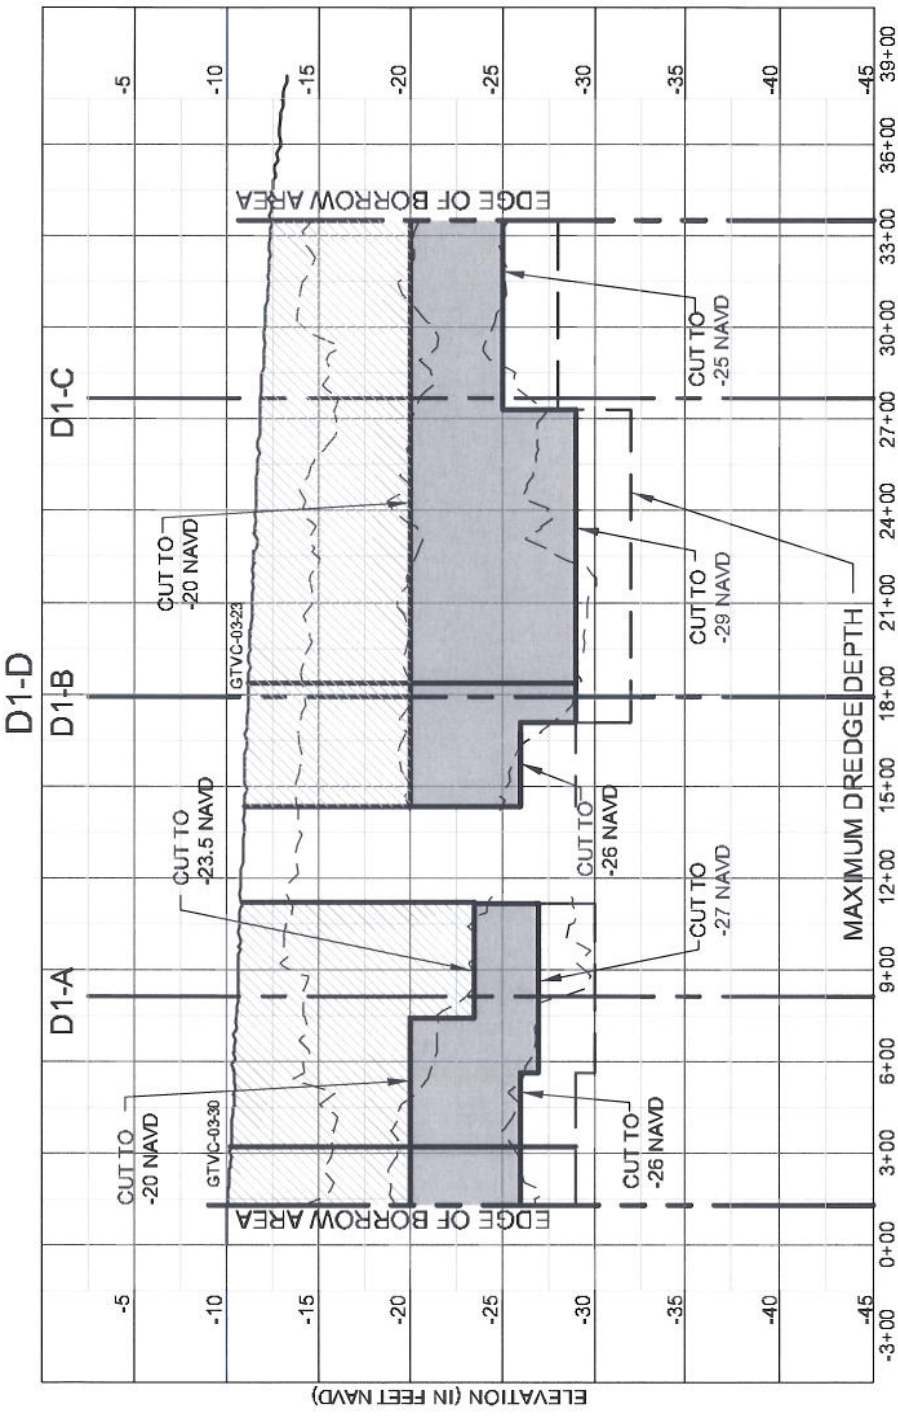 D1-D
D1-A
D1-B
D1-C
-5
-10
-15
-20
-25
-30
-35
-40
-45
-5
-10
-15
-20
-25
-30
-35
-40
-45
ELEVATION (IN FEET NAVD)
GTVC-03-30
GTVC-03-23
CUT TO
-20 NAVD
CUT TO
-23.5 NAVD
CUT TO
-20 NAVD
EDGE OF BORROW AREA
EDGE OF BORROW AREA
CUT TO
-26 NAVD
CUT TO
-27 NAVD
CUT TO
-26 NAVD
CUT TO
-29 NAVD
CUT TO
-25 NAVD
MAXIMUM DREDGE DEPTH
-3+00
0+00
3+00
6+00
9+00
12+00
15+00
18+00
21+00
24+00
27+00
30+00
33+00
36+00
39+00